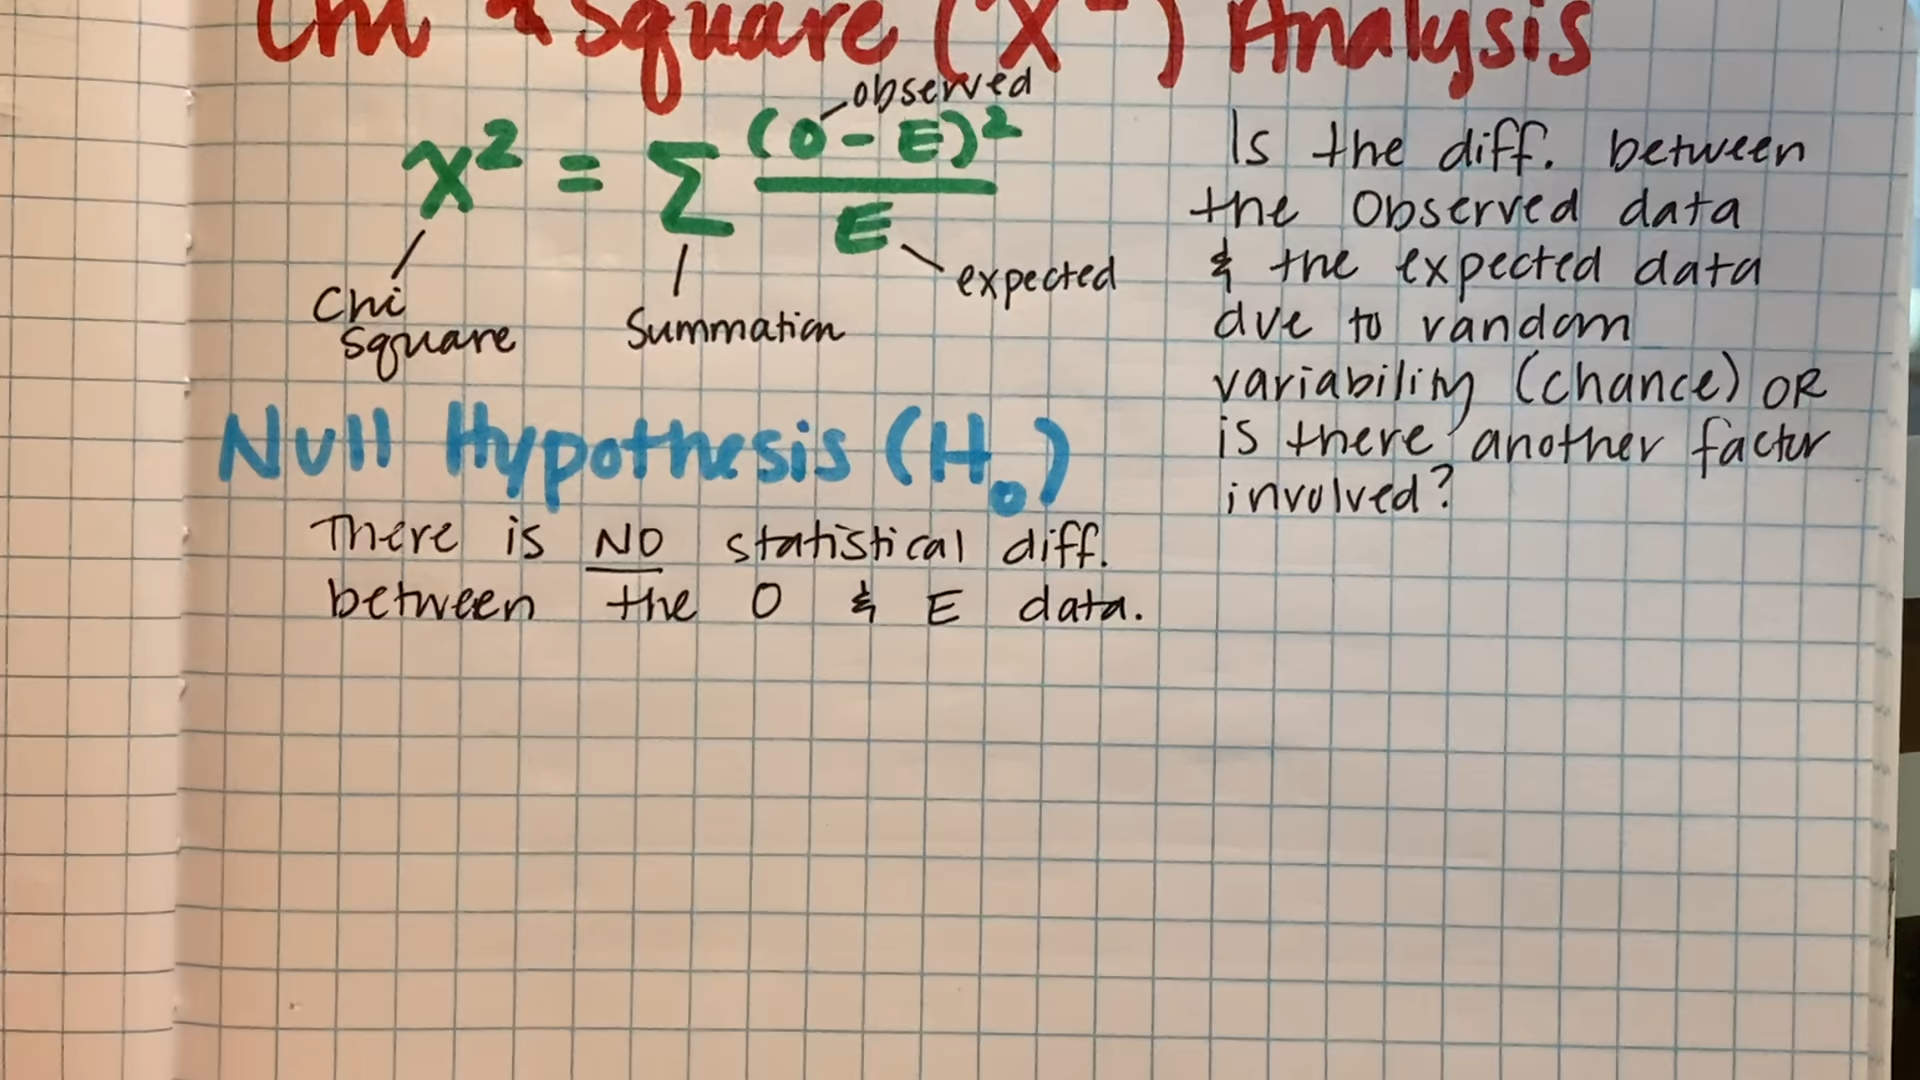 Chi Square (X²) Analysis
observed
X² = Σ (O - E)² / E
expected
Chi
Square
Summation
Is the diff. between
the Observed data
& the expected data
due to random
variability (chance) OR
is there another factor
involved?
Null Hypothesis (H₀)
There is NO statistical diff.
between the O & E data.